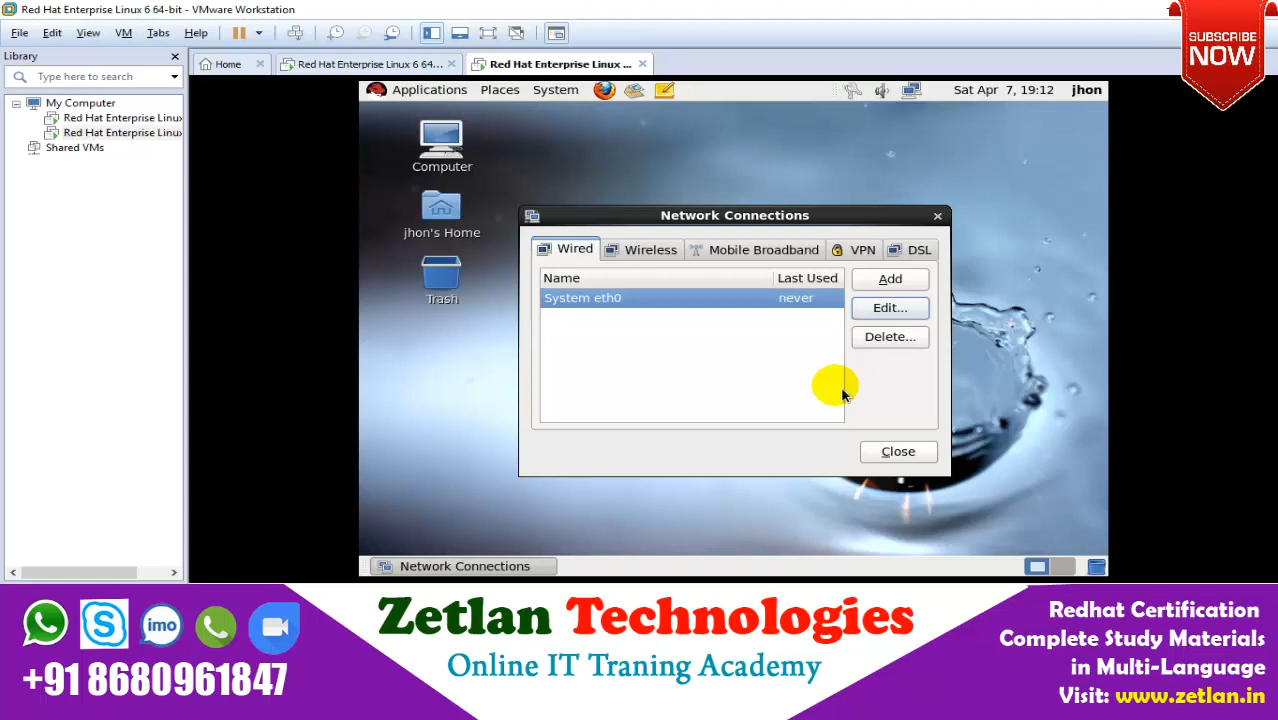 Red Hat Enterprise Linux 6 64-bit - VMware Workstation
File Edit View VM Tabs Help
SUBSCRIBE
NOW
Library
Type here to search
My Computer
Red Hat Enterprise Linux
Red Hat Enterprise Linux
Shared VMs
Home
Red Hat Enterprise Linux 6 64...
Red Hat Enterprise Linux ...
Applications Places System
Sat Apr 7, 19:12 jhon
Computer
jhon's Home
Trash
Network Connections
Wired Wireless Mobile Broadband VPN DSL
Name Last Used
System eth0 never
Add
Edit...
Delete...
Close
Network Connections
imo
+91 8680961847
Zetlan Technologies
Online IT Traning Academy
Redhat Certification
Complete Study Materials
in Multi-Language
Visit: www.zetlan.in